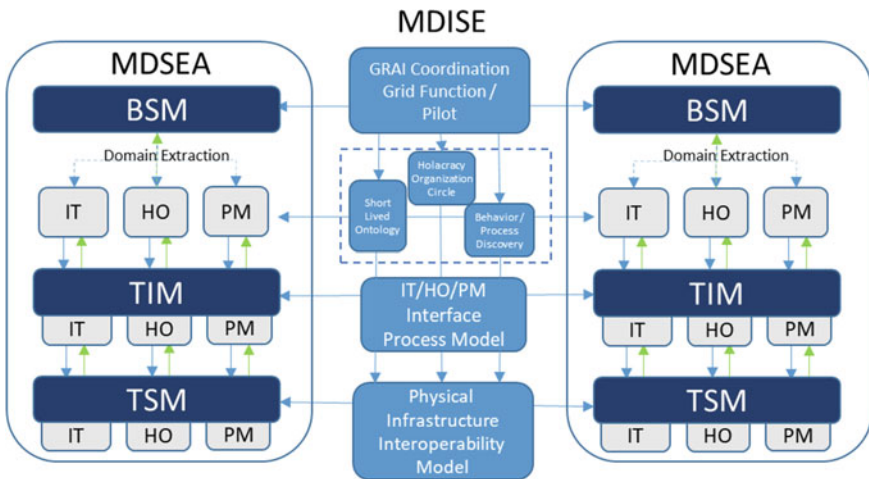 MDISE
MDSEA
BSM
Domain Extraction
IT HO PM
TIM
IT HO PM
TSM
IT HO PM
GRAI Coordination
Grid Function /
Pilot
Holacracy
Organization
Circle
Short
Lived
Ontology
Behavior/
Process
Discovery
IT/HO/PM
Interface
Process Model
Physical
Infrastructure
Interoperability
Model
MDSEA
BSM
Domain Extraction
IT HO PM
TIM
IT HO PM
TSM
IT HO PM